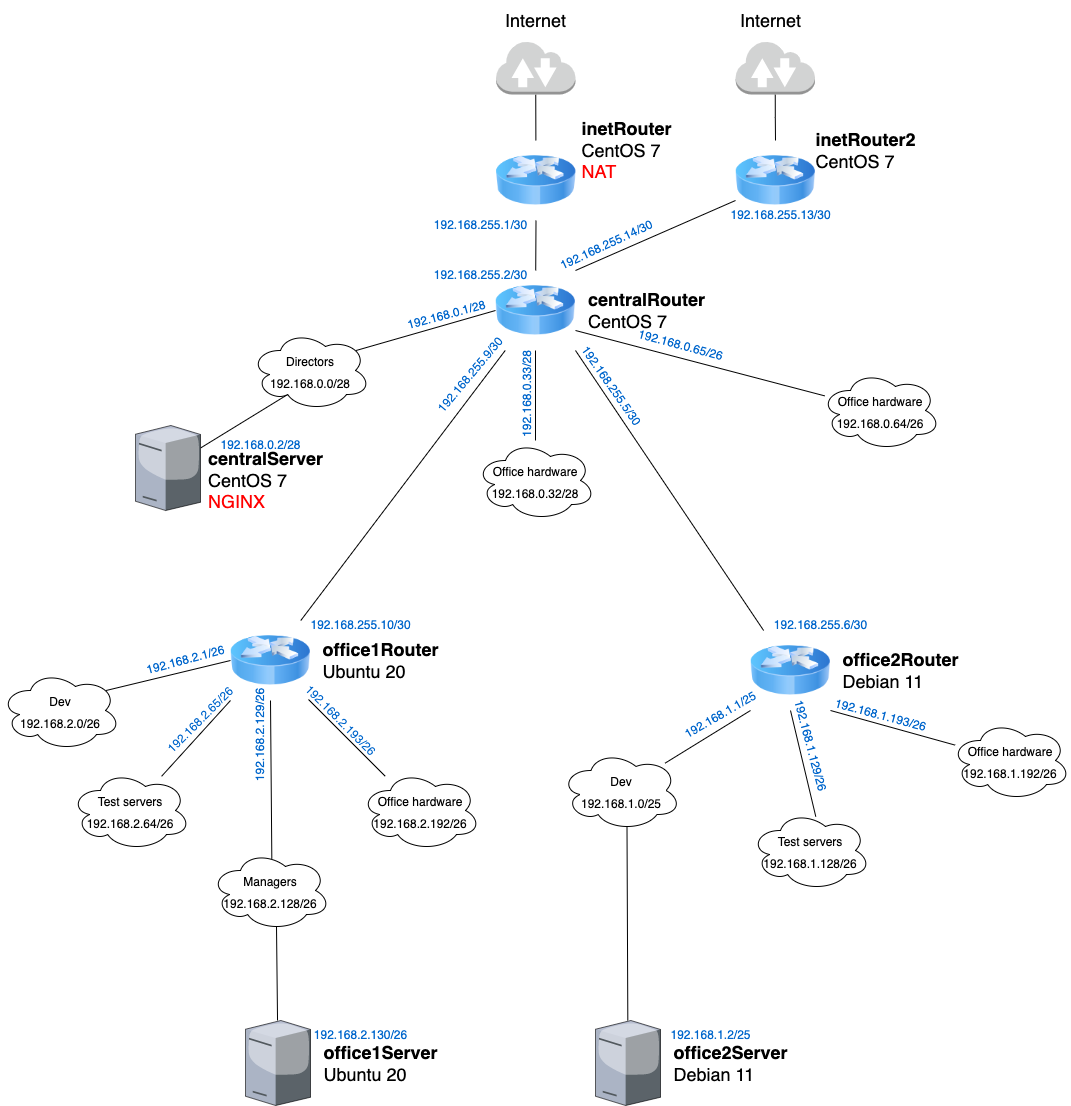 Internet
Internet
inetRouter
CentOS 7
NAT
inetRouter2
CentOS 7
192.168.255.1/30
192.168.255.14/30
192.168.255.13/30
192.168.255.2/30
centralRouter
CentOS 7
192.168.0.1/28
192.168.255.9/30
192.168.0.33/28
192.168.255.5/30
192.168.0.65/26
Directors
192.168.0.0/28
Office hardware
192.168.0.64/26
192.168.0.2/28
centralServer
CentOS 7
NGINX
Office hardware
192.168.0.32/28
192.168.255.10/30
office1Router
Ubuntu 20
192.168.255.6/30
office2Router
Debian 11
192.168.2.1/26
192.168.2.65/26
192.168.2.129/26
192.168.2.193/26
192.168.1.1/25
192.168.1.129/26
192.168.1.193/26
Dev
192.168.2.0/26
Office hardware
192.168.1.192/26
Test servers
192.168.2.64/26
Office hardware
192.168.2.192/26
Dev
192.168.1.0/25
Test servers
192.168.1.128/26
Managers
192.168.2.128/26
192.168.2.130/26
office1Server
Ubuntu 20
192.168.1.2/25
office2Server
Debian 11